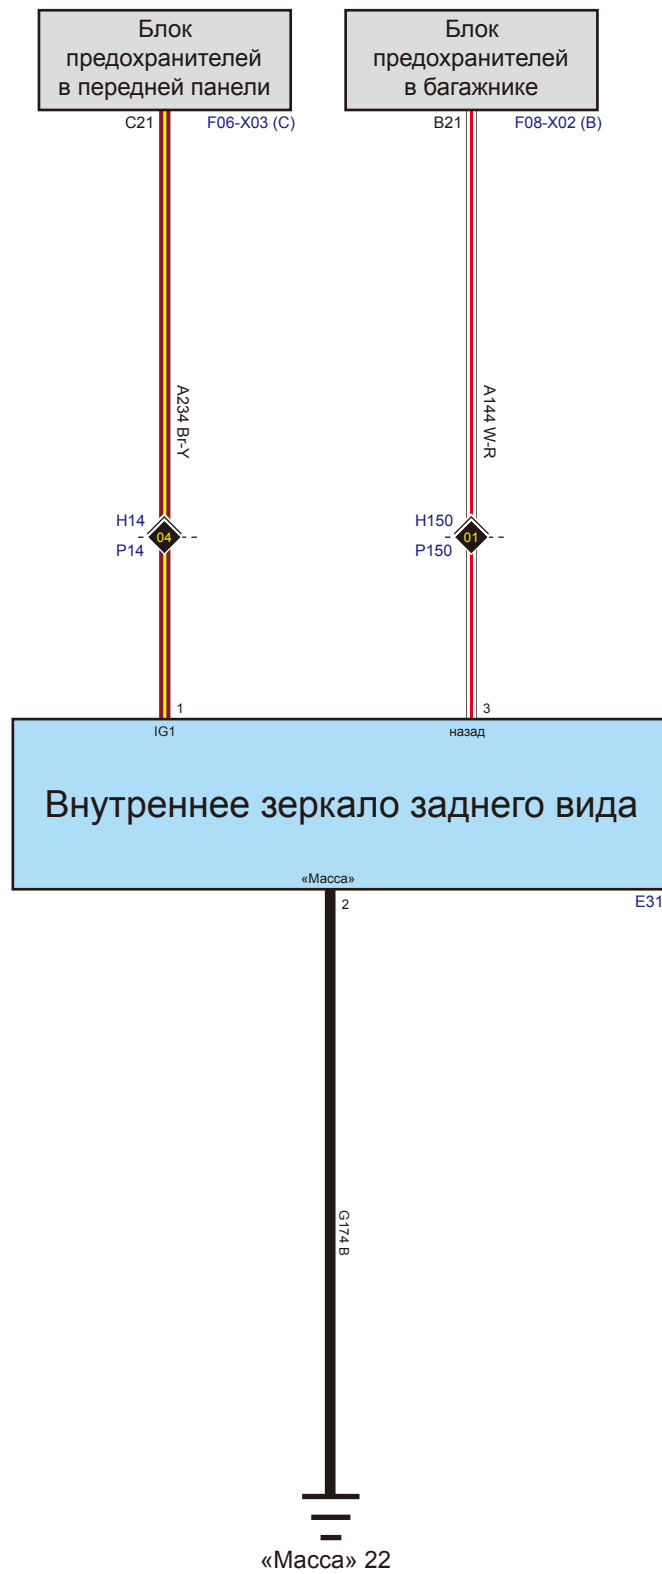 Блок
предохранителей
в передней панели
Блок
предохранителей
в багажнике
C21
F06-X03 (C)
B21
F08-X02 (B)
A234 Br-Y
A144 W-R
H14
P14
04
H150
P150
01
1
3
IG1
назад
Внутреннее зеркало заднего вида
«Масса»
2
E31
G174 B
«Масса» 22